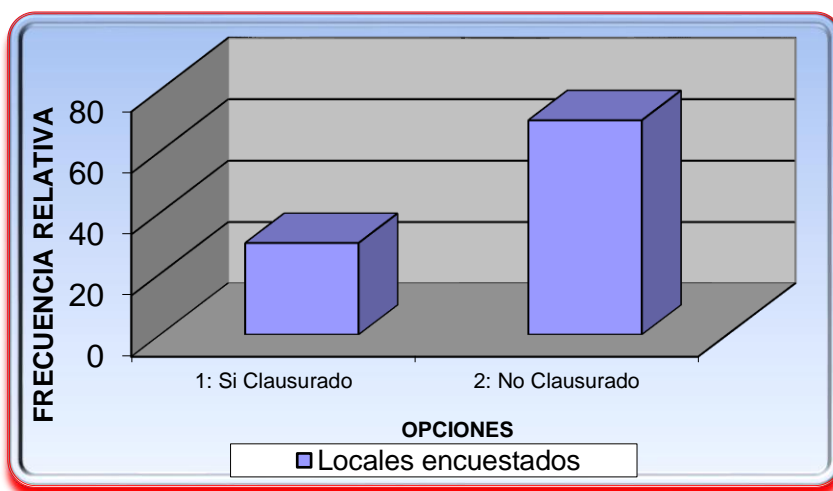 FRECUENCIA RELATIVA
80
60
40
20
0
1: Si Clausurado
2: No Clausurado
OPCIONES
Locales encuestados